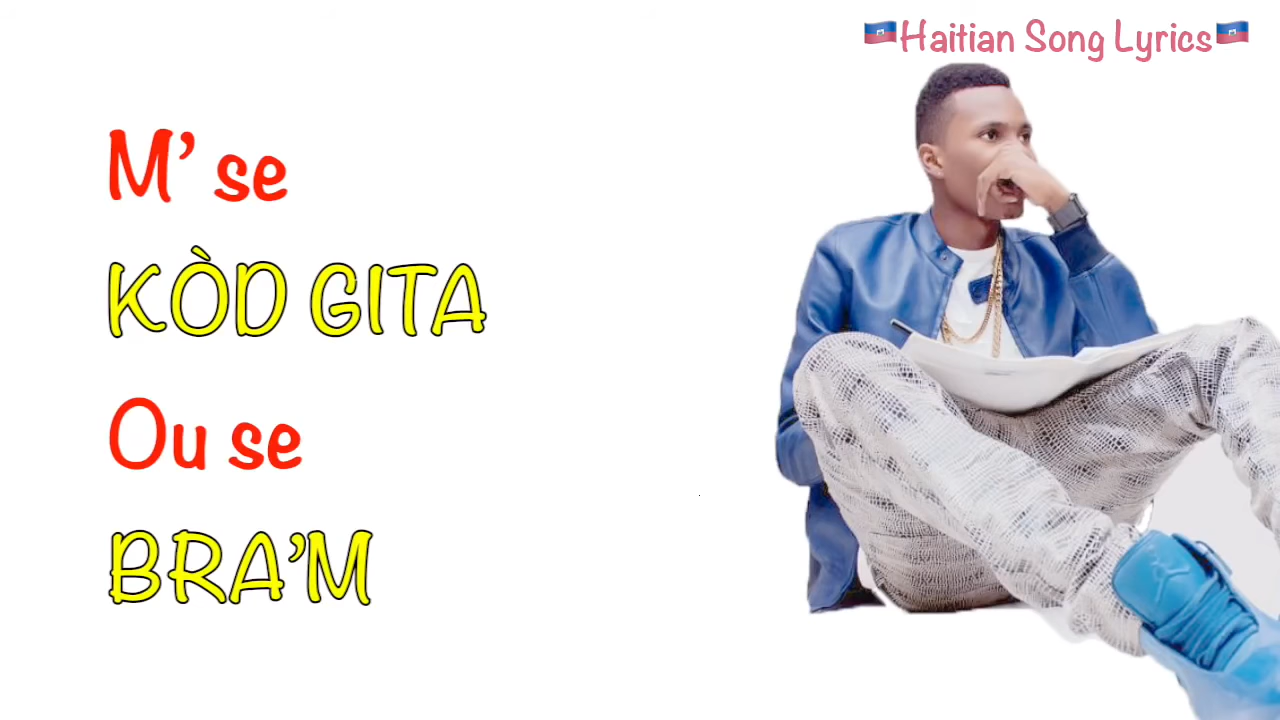 🇭🇹Haitian Song Lyrics🇭🇹
M’ se
KÒD GITA
Ou se
BRA’M